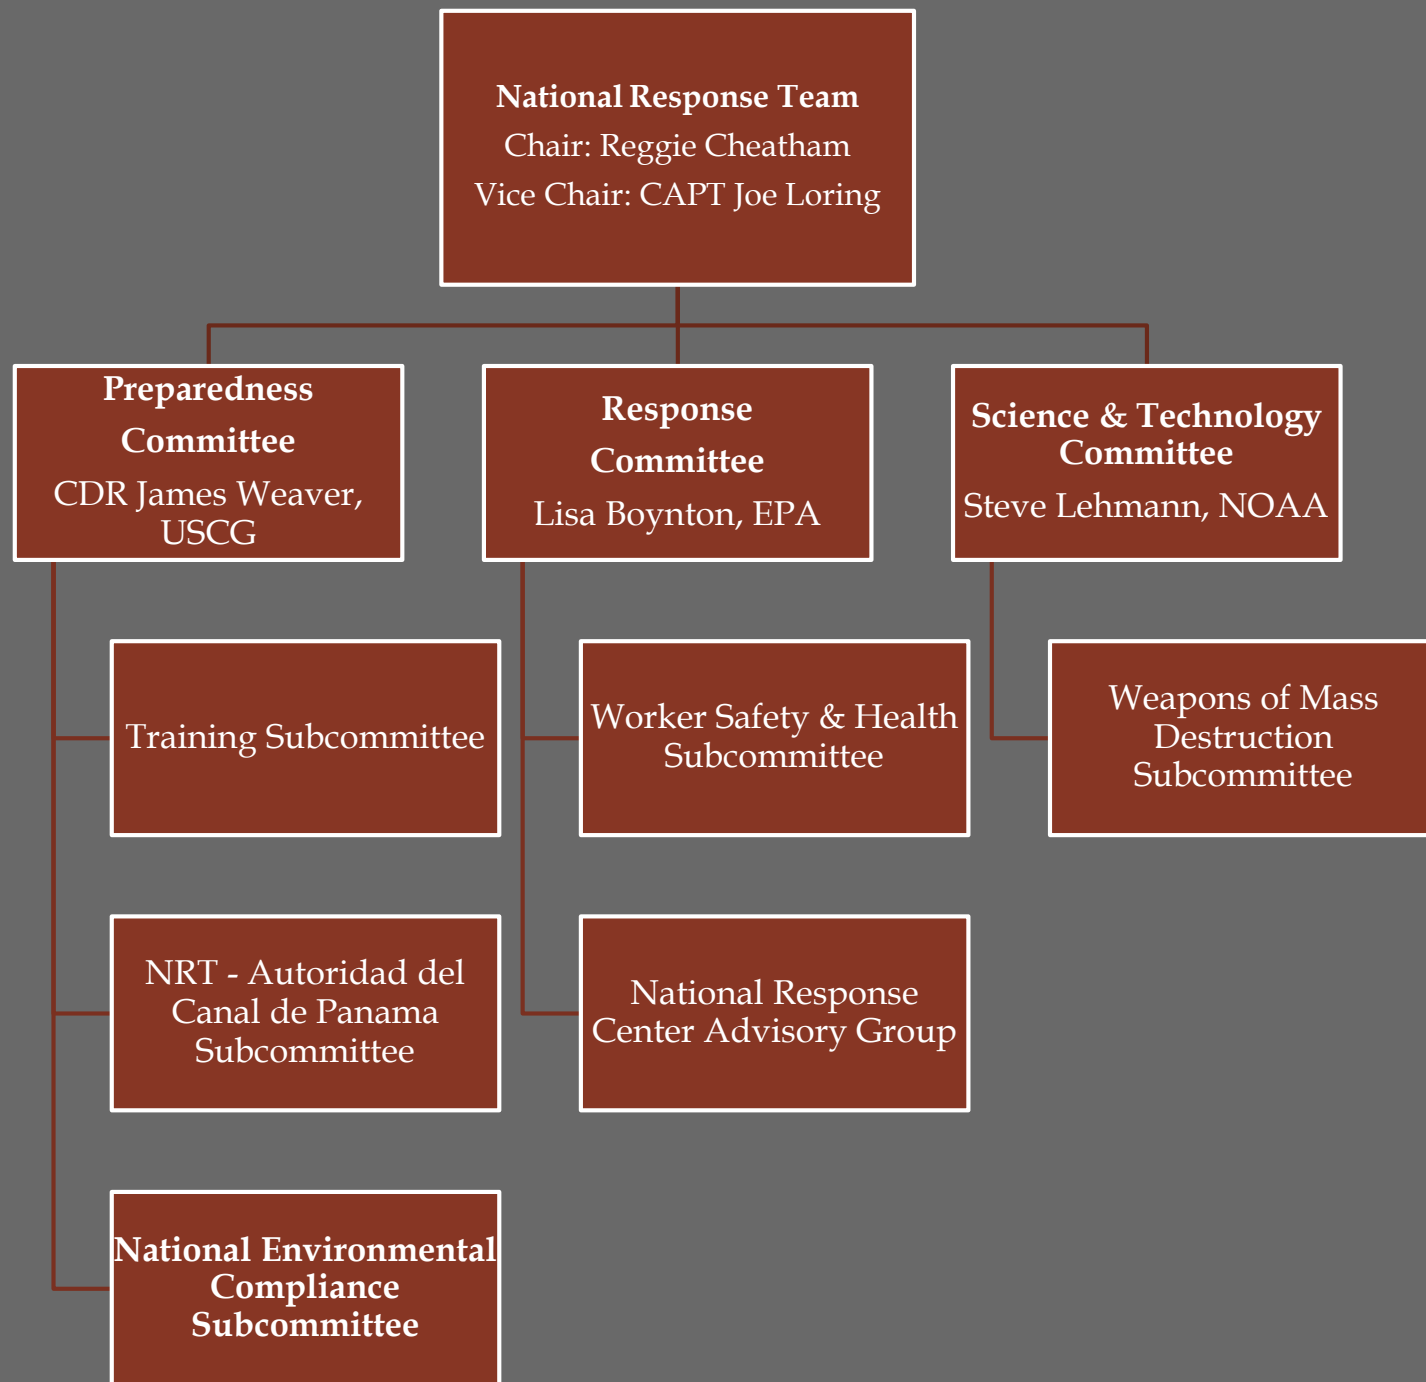 National Response Team
Chair: Reggie Cheatham
Vice Chair: CAPT Joe Loring
Preparedness
Committee
CDR James Weaver,
USCG
Response
Committee
Lisa Boynton, EPA
Science & Technology
Committee
Steve Lehmann, NOAA
Training Subcommittee
NRT - Autoridad del
Canal de Panama
Subcommittee
National Environmental
Compliance
Subcommittee
Worker Safety & Health
Subcommittee
National Response
Center Advisory Group
Weapons of Mass
Destruction
Subcommittee